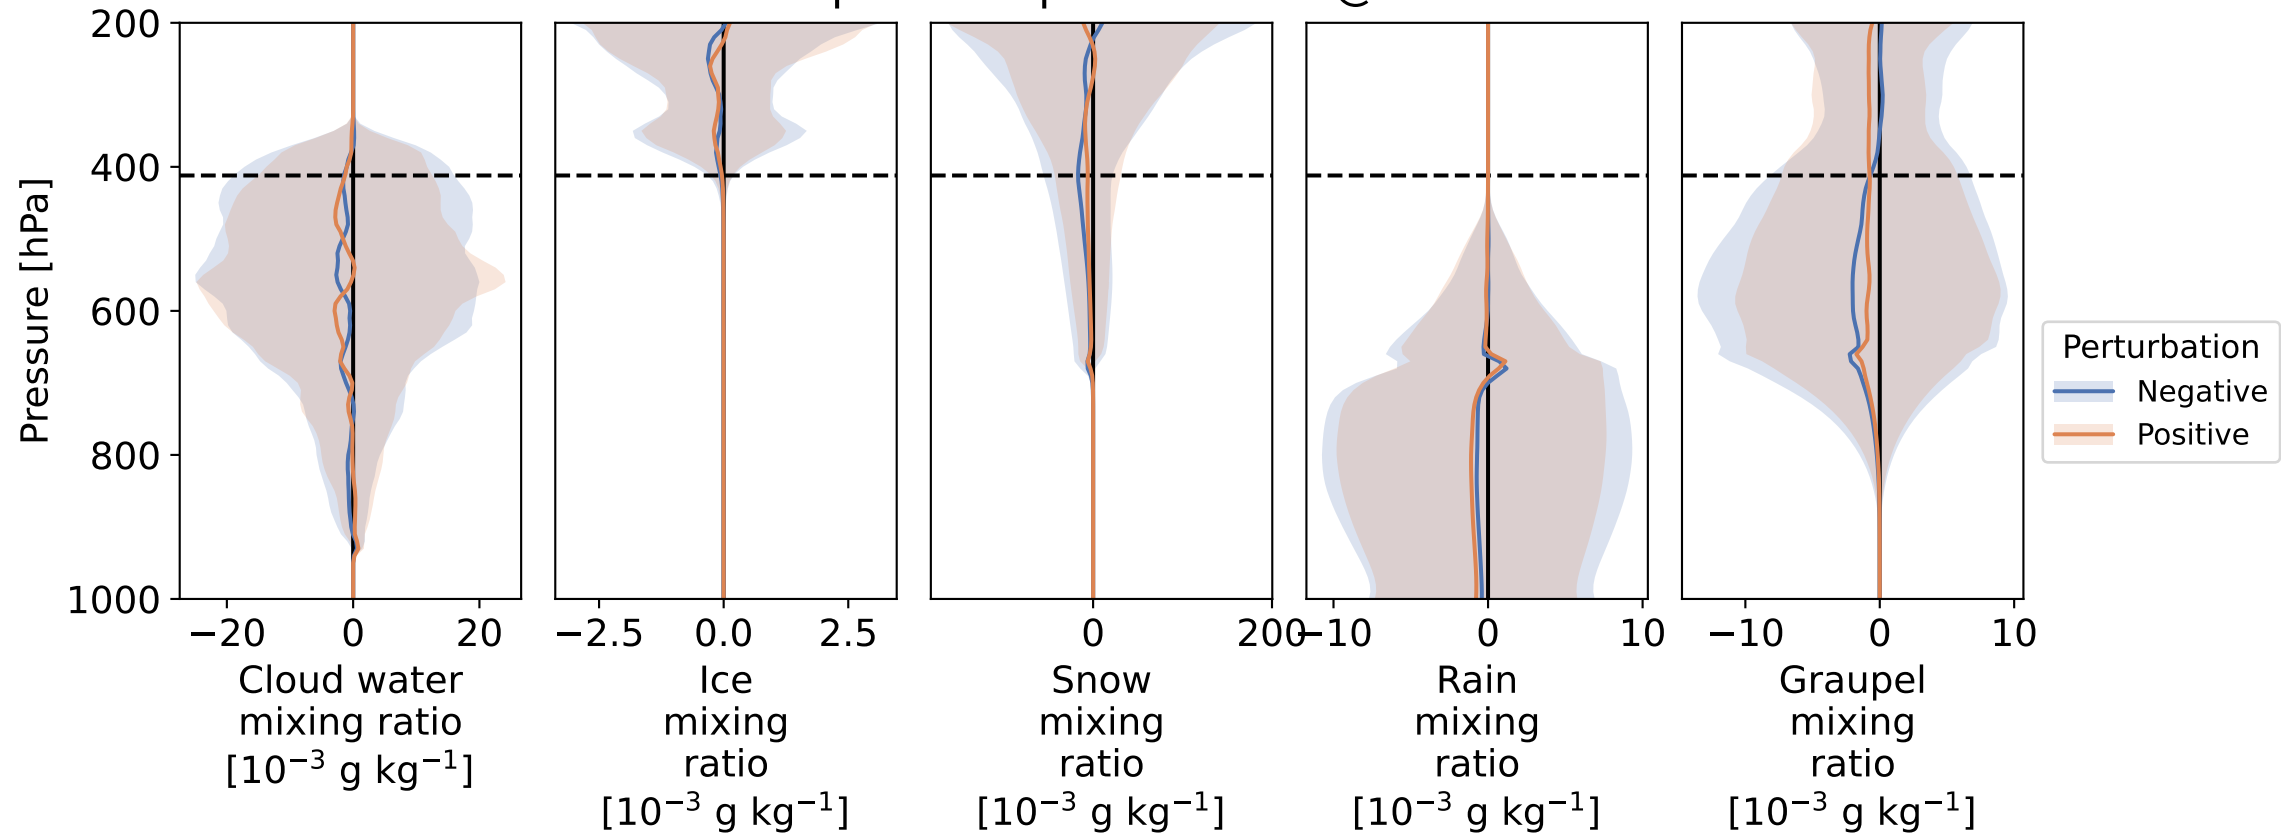 200
400
600
800
1000
Pressure [hPa]
−20 0 20
−2.5 0.0 2.5
0 200
−10 0 10
−10 0 10
Cloud water
mixing ratio
[10⁻³ g kg⁻¹]
Ice
mixing
ratio
[10⁻³ g kg⁻¹]
Snow
mixing
ratio
[10⁻³ g kg⁻¹]
Rain
mixing
ratio
[10⁻³ g kg⁻¹]
Graupel
mixing
ratio
[10⁻³ g kg⁻¹]
Perturbation
Negative
Positive